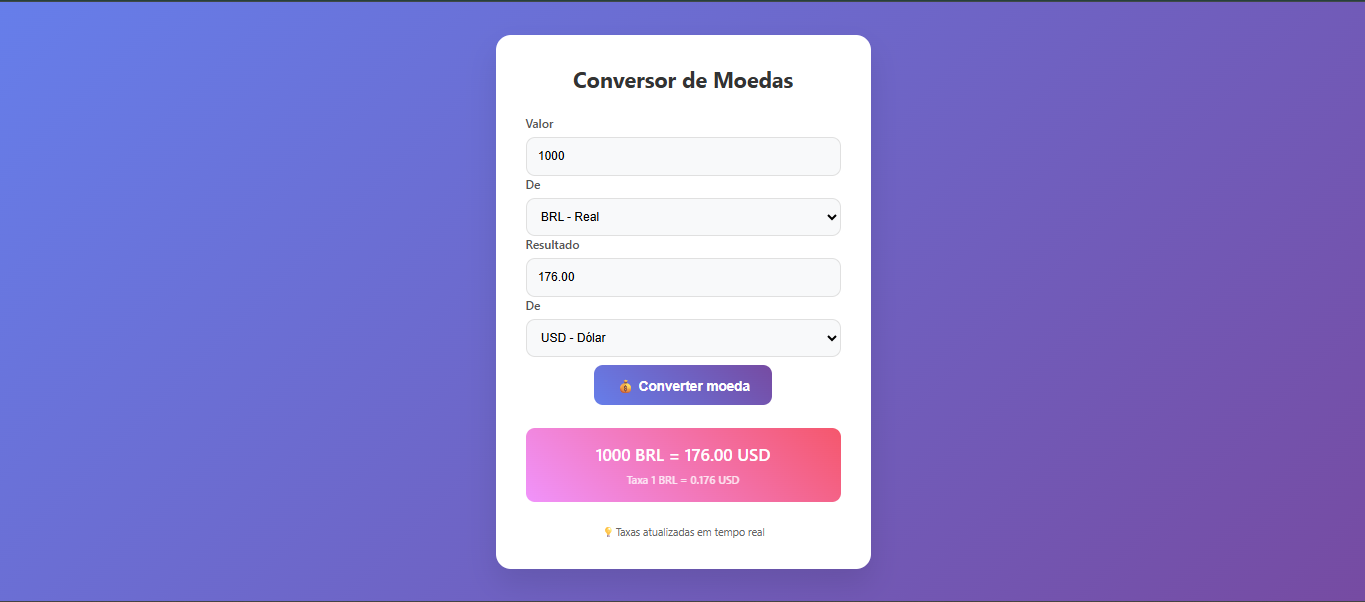 Conversor de Moedas
Valor
1000
De
BRL - Real
Resultado
176.00
De
USD - Dólar
💰 Converter moeda
1000 BRL = 176.00 USD
Taxa 1 BRL = 0.176 USD
💡 Taxas atualizadas em tempo real